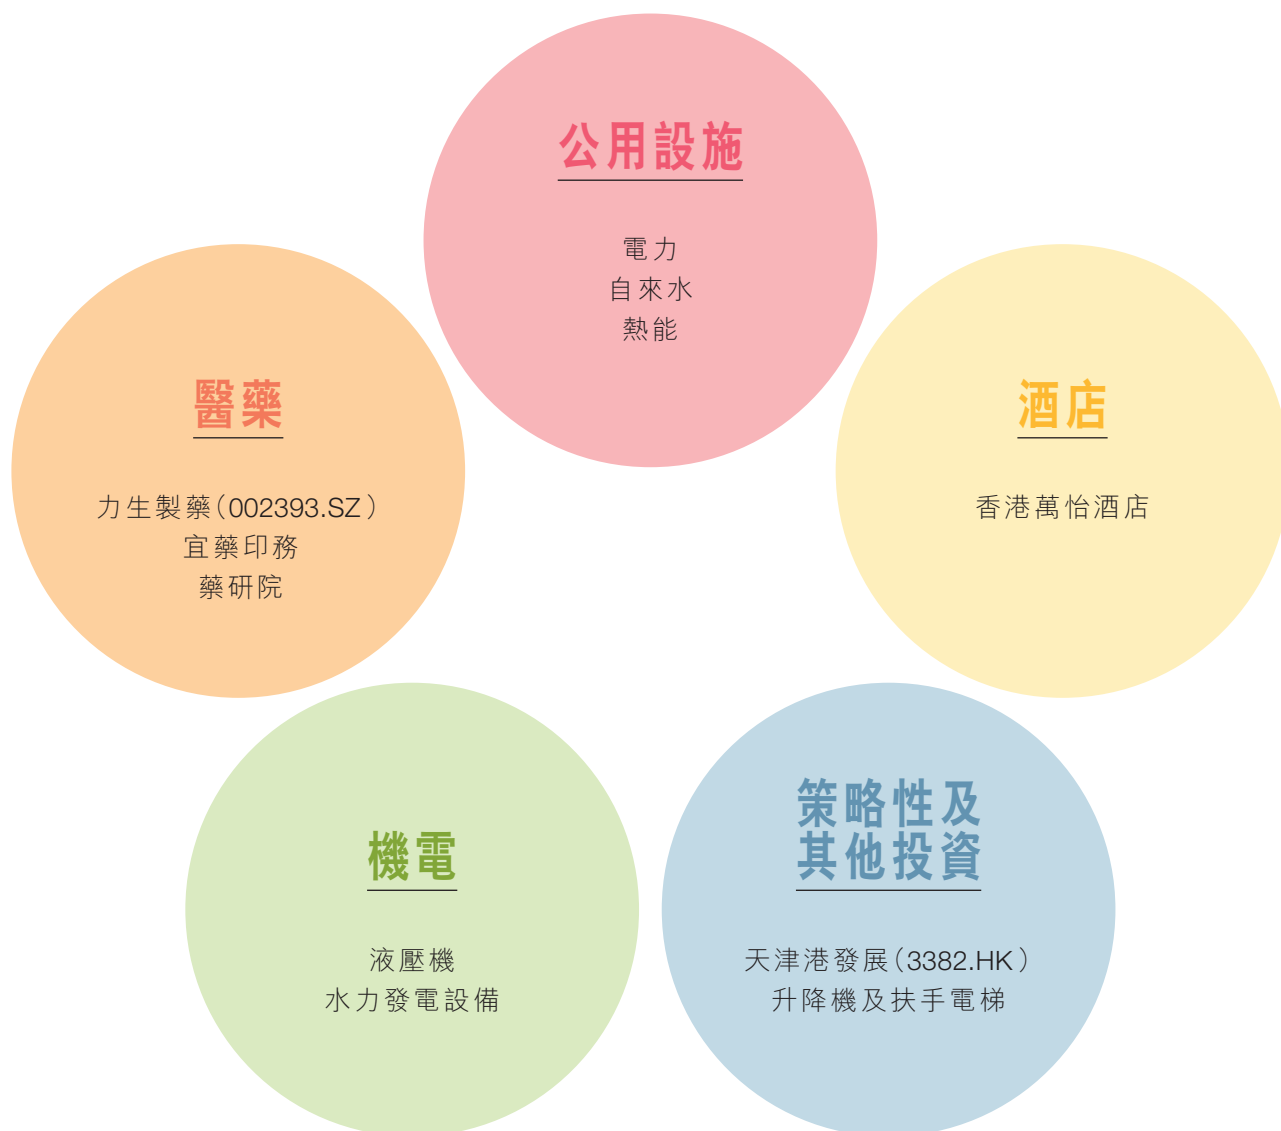 公用設施
電力
自來水
熱能
醫藥
力生製藥(002393.SZ)
宜藥印務
藥研院
酒店
香港萬怡酒店
機電
液壓機
水力發電設備
策略性及
其他投資
天津港發展(3382.HK)
升降機及扶手電梯